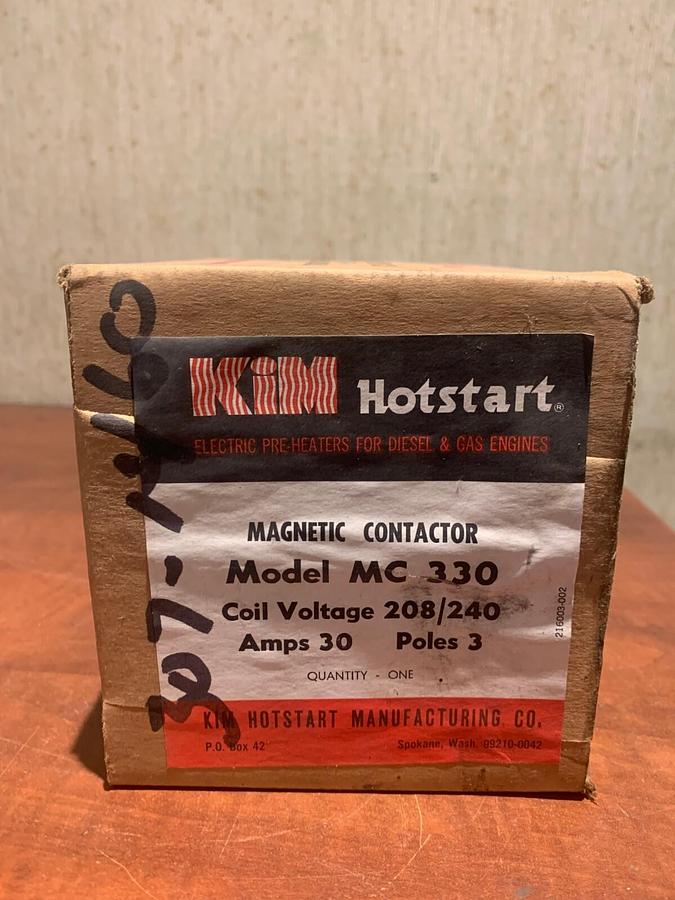 KiM Hotstart®
ELECTRIC PRE-HEATERS FOR DIESEL & GAS ENGINES
MAGNETIC CONTACTOR
Model MC 330
Coil Voltage 208/240
Amps 30 Poles 3
QUANTITY - ONE
216003-002
KIM HOTSTART MANUFACTURING CO.
P.O. Box 42 Spokane, Wash. 99210-0042
307-